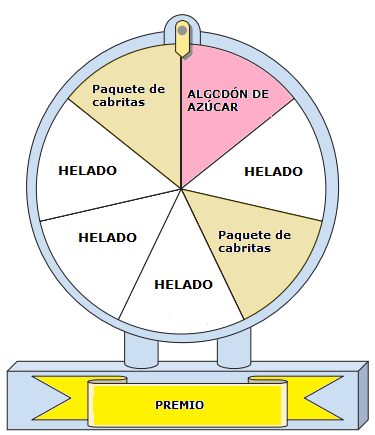 Paquete de
cabritas
ALGODÓN DE
AZÚCAR
HELADO
HELADO
HELADO
Paquete de
cabritas
HELADO
PREMIO